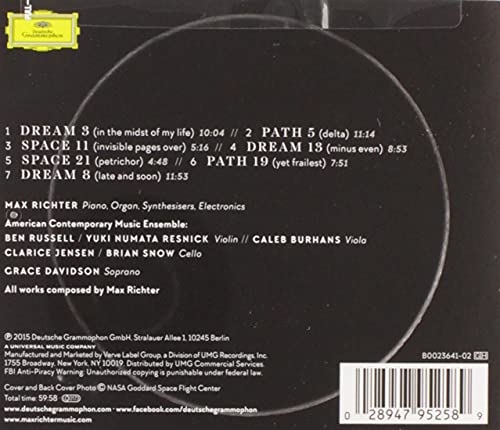 Deutsche
Grammophon
1 DREAM 3 (in the midst of my life) 10:04 // 2 PATH 5 (delta) 11:14
3 SPACE 11 (invisible pages over) 5:16 // 4 DREAM 13 (minus even) 8:53
5 SPACE 21 (petrichor) 4:48 // 6 PATH 19 (yet frailest) 7:51
7 DREAM 8 (late and soon) 11:53
MAX RICHTER Piano, Organ, Synthesisers, Electronics
American Contemporary Music Ensemble:
BEN RUSSELL / YUKI NUMATA RESNICK Violin // CALEB BURHANS Viola
CLARICE JENSEN / BRIAN SNOW Cello
GRACE DAVIDSON Soprano
All works composed by Max Richter
℗ 2015 Deutsche Grammophon GmbH, Stralauer Allee 1, 10245 Berlin
A UNIVERSAL MUSIC COMPANY
Manufactured and Marketed by Verve Label Group, a Division of UMG Recordings, Inc.
1755 Broadway, New York, NY 10019. Distributed by UMG Commercial Services. B0023641-02 GH
FBI Anti-Piracy Warning: Unauthorized copying is punishable under federal law.
Cover and Back Cover Photo © NASA Goddard Space Flight Center
Total time: 59:58
www.deutschegrammophon.com - www.facebook.com/deutschegrammophon
www.maxrichtermusic.com
0 28947 95258 9